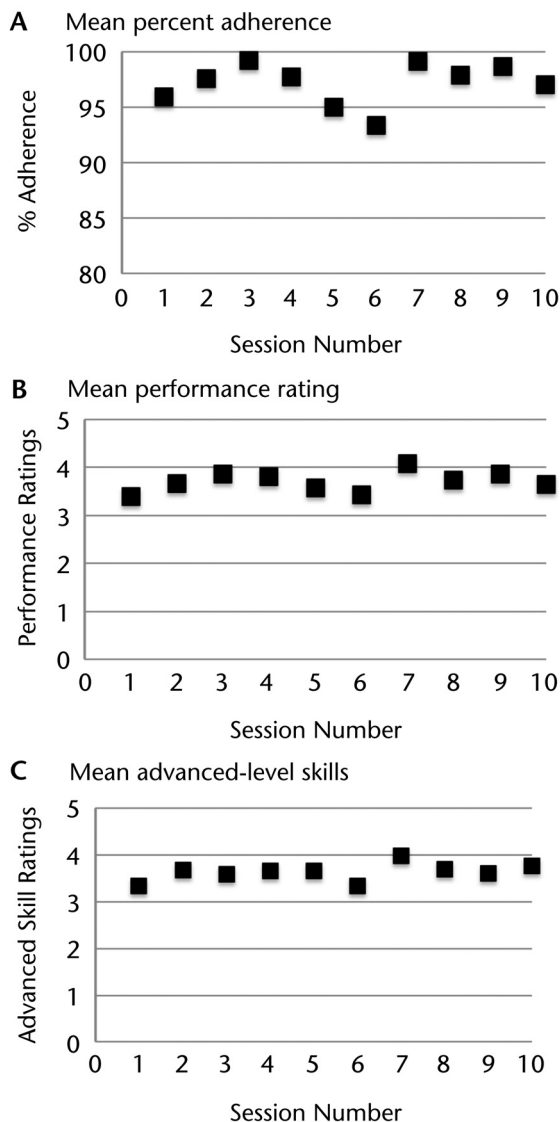 A Mean percent adherence
100
95
90
85
80
% Adherence
0 1 2 3 4 5 6 7 8 9 10
Session Number
B Mean performance rating
5
4
3
2
1
0
Performance Ratings
0 1 2 3 4 5 6 7 8 9 10
Session Number
C Mean advanced-level skills
5
4
3
2
1
0
Advanced Skill Ratings
0 1 2 3 4 5 6 7 8 9 10
Session Number